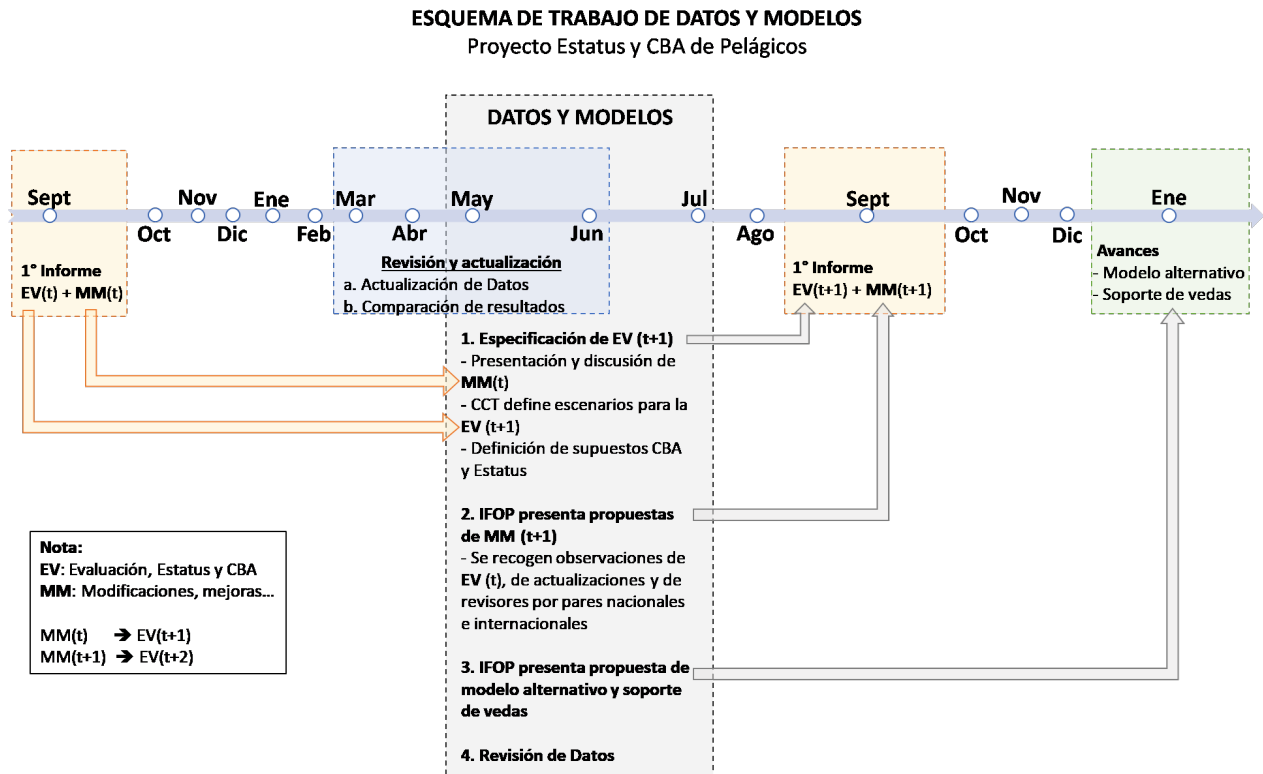 ESQUEMA DE TRABAJO DE DATOS Y MODELOS
Proyecto Estatus y CBA de Pelágicos
DATOS Y MODELOS
Sept
Oct
Nov
Dic
Ene
Feb
Mar
Abr
May
Jun
Jul
Ago
Sept
Oct
Nov
Dic
Ene
1° Informe
EV(t) + MM(t)
Revisión y actualización
a. Actualización de Datos
b. Comparación de resultados
1° Informe
EV(t+1) + MM(t+1)
Avances
- Modelo alternativo
- Soporte de vedas
1. Especificación de EV (t+1)
- Presentación y discusión de
MM(t)
- CCT define escenarios para la
EV (t+1)
- Definición de supuestos CBA
y Estatus
2. IFOP presenta propuestas
de MM (t+1)
- Se recogen observaciones de
EV (t), de actualizaciones y de
revisores por pares nacionales
e internacionales
3. IFOP presenta propuesta de
modelo alternativo y soporte
de vedas
4. Revisión de Datos
Nota:
EV: Evaluación, Estatus y CBA
MM: Modificaciones, mejoras...
MM(t) ➔ EV(t+1)
MM(t+1) ➔ EV(t+2)